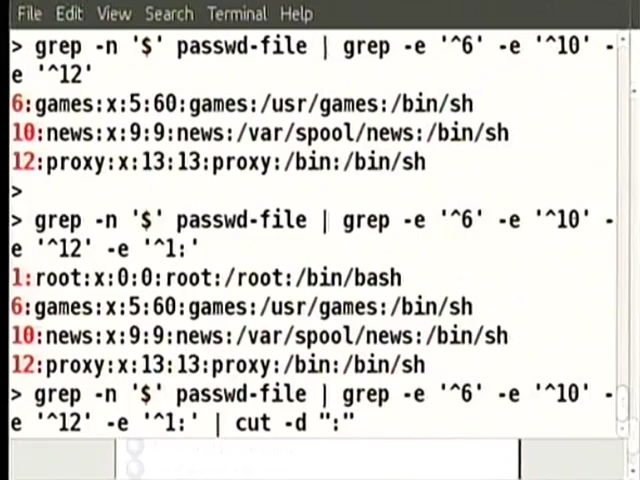 File Edit View Search Terminal Help
> grep -n '$' passwd-file | grep -e '^6' -e '^10' -
e '^12'
6:games:x:5:60:games:/usr/games:/bin/sh
10:news:x:9:9:news:/var/spool/news:/bin/sh
12:proxy:x:13:13:proxy:/bin:/bin/sh
>
> grep -n '$' passwd-file | grep -e '^6' -e '^10' -
e '^12' -e '^1:'
1:root:x:0:0:root:/root:/bin/bash
6:games:x:5:60:games:/usr/games:/bin/sh
10:news:x:9:9:news:/var/spool/news:/bin/sh
12:proxy:x:13:13:proxy:/bin:/bin/sh
> grep -n '$' passwd-file | grep -e '^6' -e '^10' -
e '^12' -e '^1:' | cut -d ":"